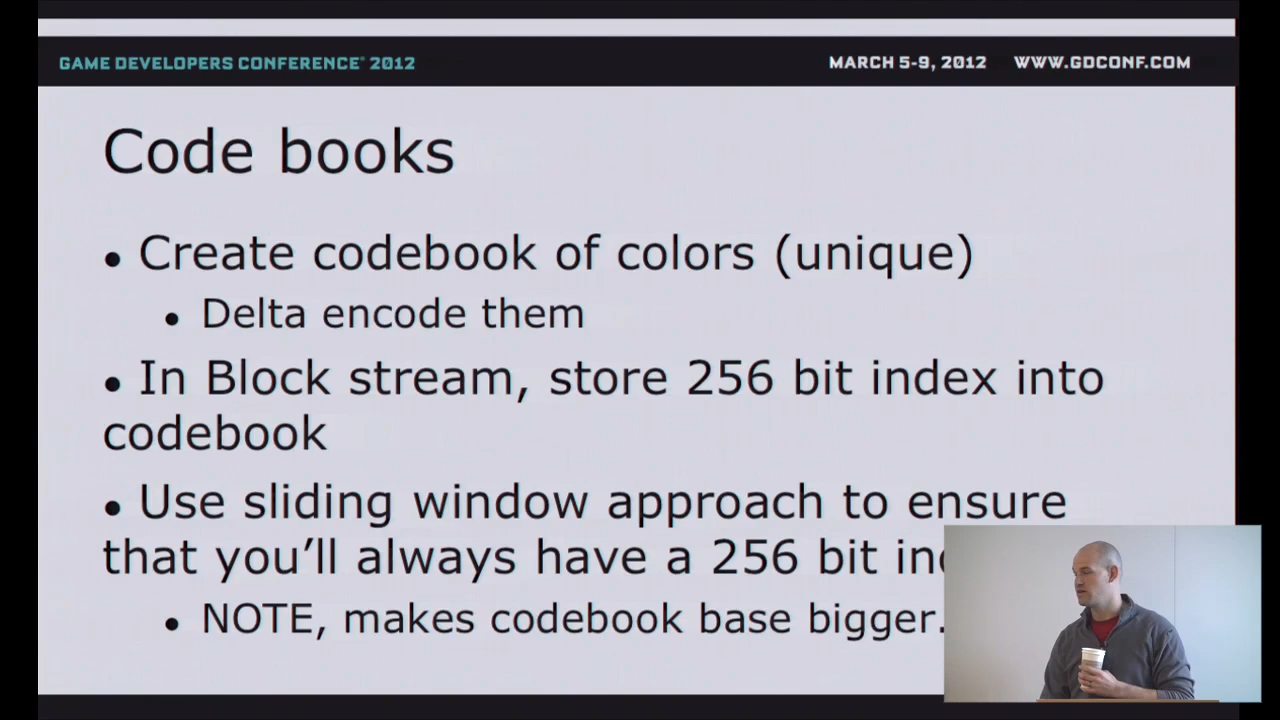 GAME DEVELOPERS CONFERENCE® 2012 MARCH 5-9, 2012 WWW.GDCONF.COM
Code books
• Create codebook of colors (unique)
• Delta encode them
• In Block stream, store 256 bit index into
codebook
• Use sliding window approach to ensure
that you’ll always have a 256 bit
• NOTE, makes codebook base bigger.